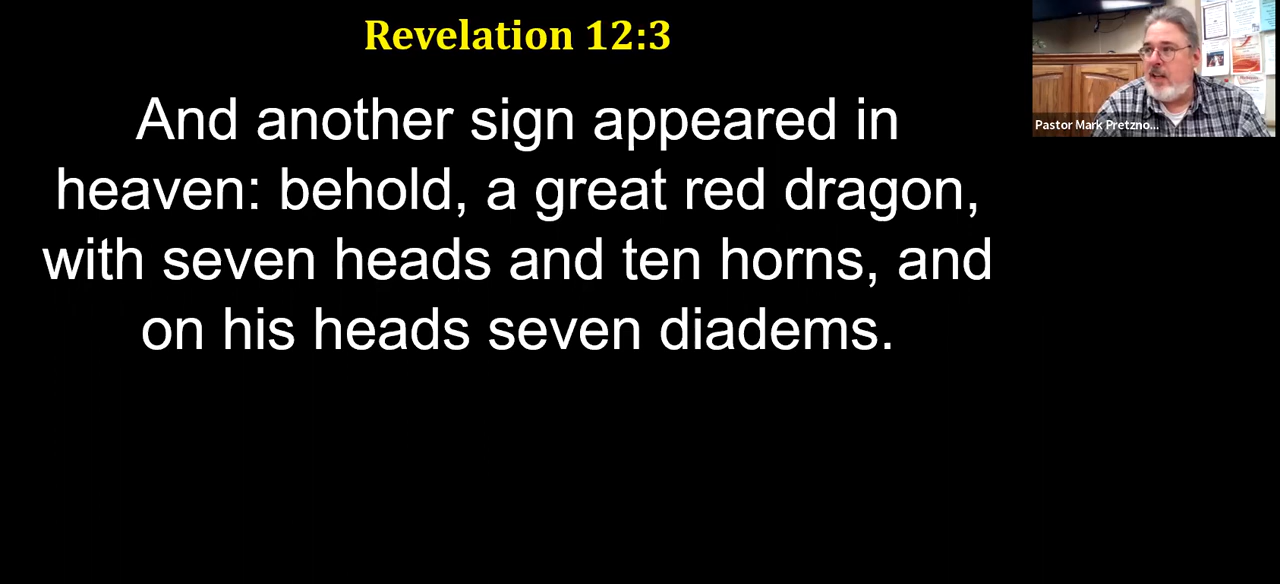 Revelation 12:3
And another sign appeared in
heaven: behold, a great red dragon,
with seven heads and ten horns, and
on his heads seven diadems.
Pastor Mark Pretzno...